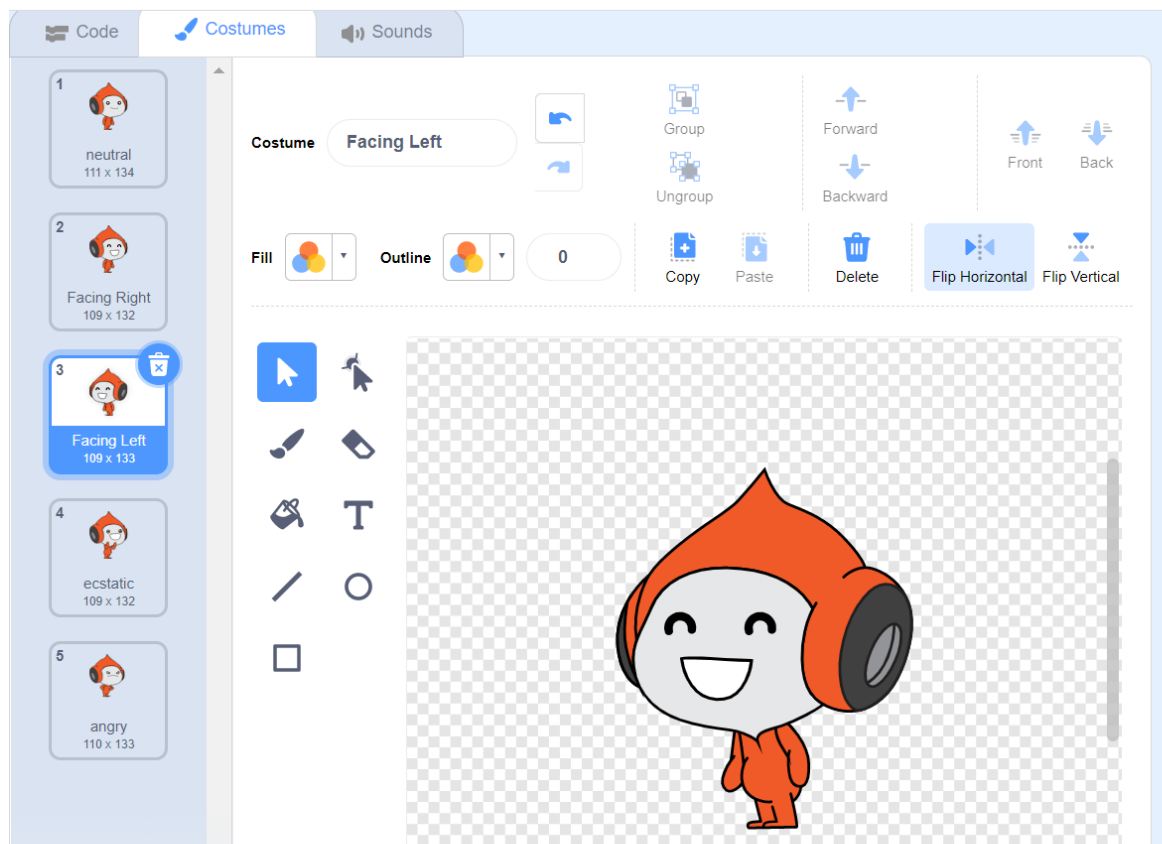 Code
Costumes
Sounds
1
neutral
111 x 134
2
Facing Right
109 x 132
3
Facing Left
109 x 133
4
ecstatic
109 x 132
5
angry
110 x 133
Costume
Facing Left
Group
Ungroup
Forward
Backward
Front
Back
Fill
Outline
0
Copy
Paste
Delete
Flip Horizontal
Flip Vertical
T